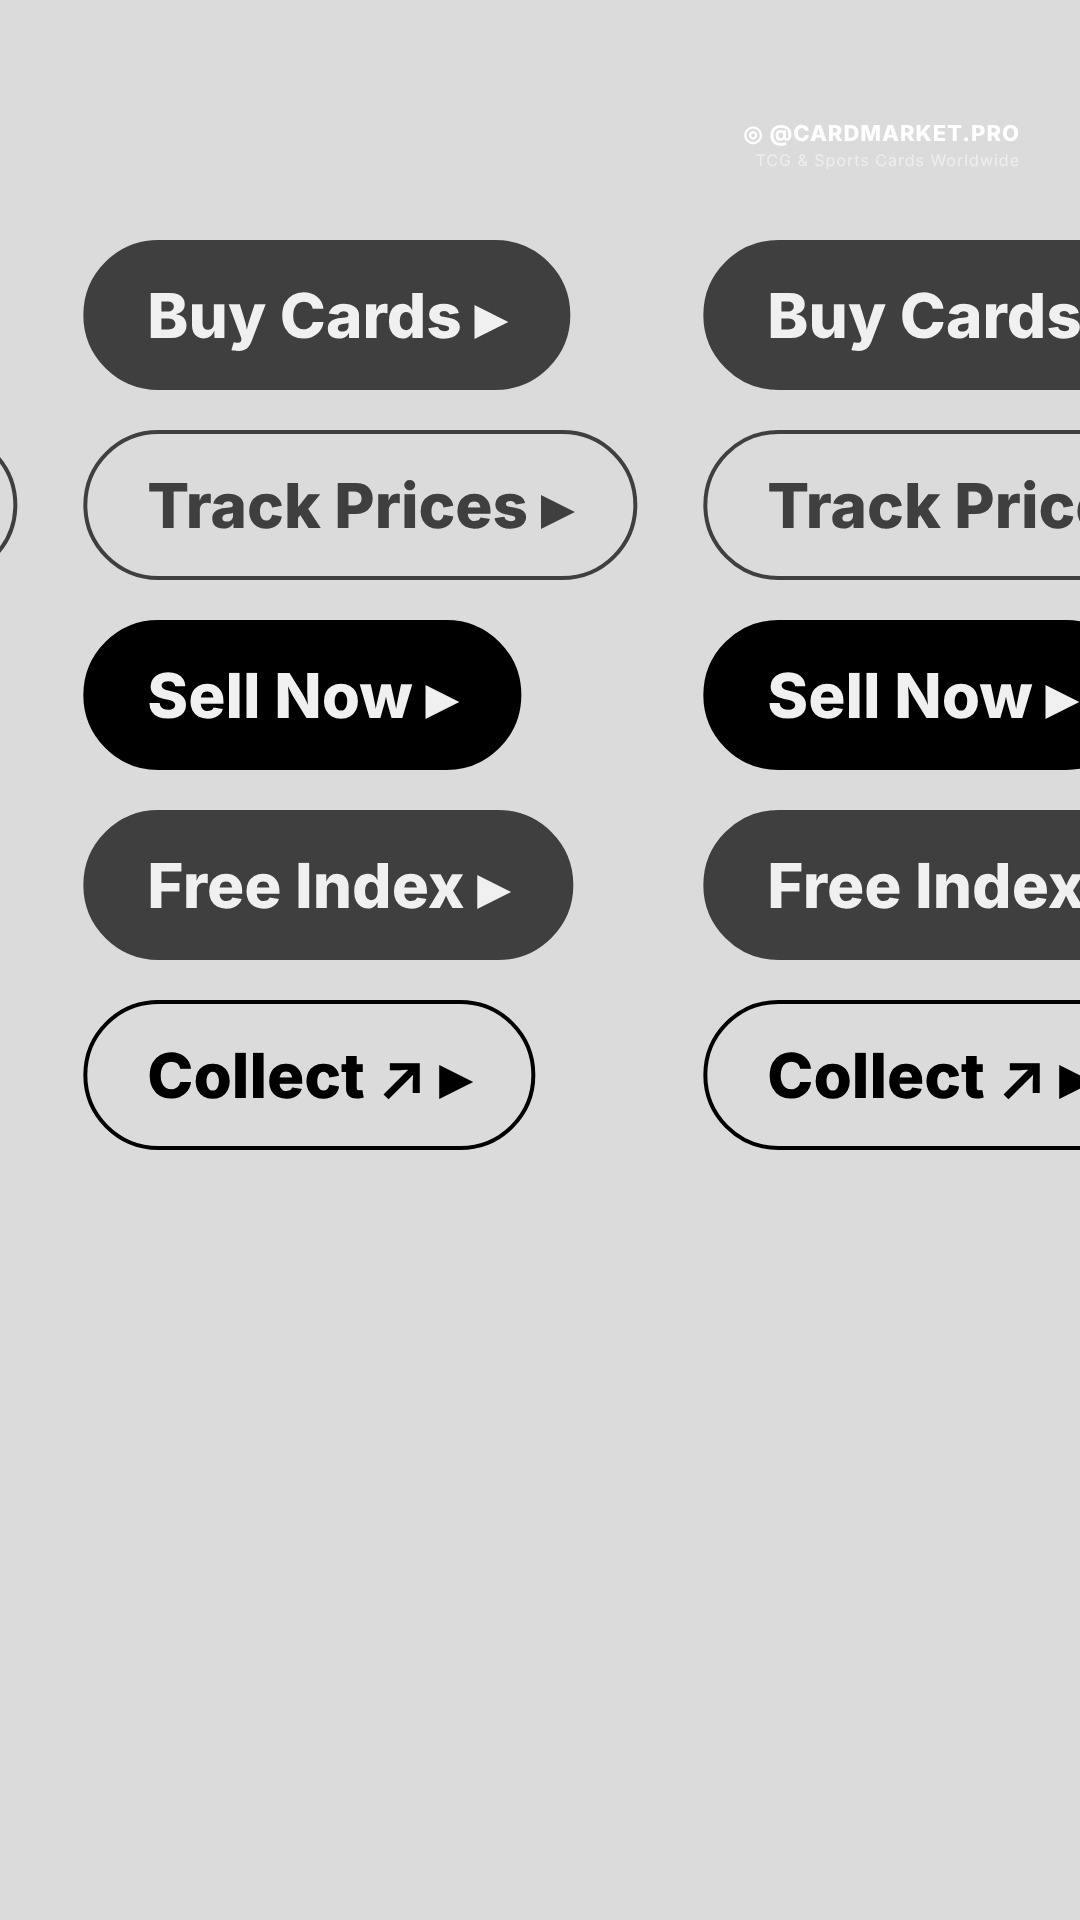 ◎ @CARDMARKET.PRO
TCG & Sports Cards Worldwide
Buy Cards ▸ Buy Cards
Track Prices ▸ Track Pric
Sell Now ▸ Sell Now ▸
Free Index ▸ Free Index
Collect ↗ ▸ Collect ↗ ▸